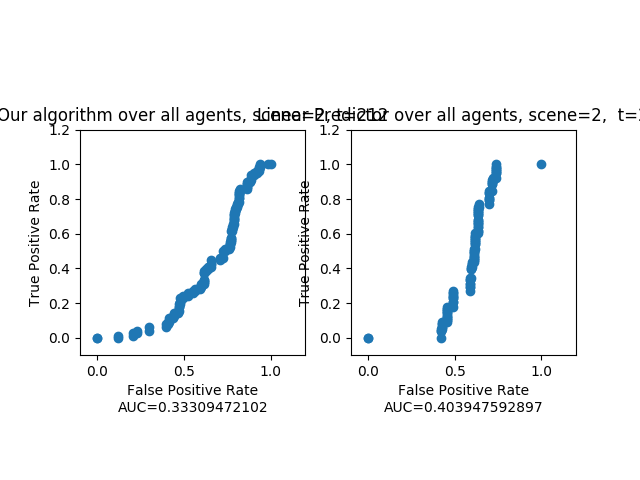 Our algorithm over all agents, scene=2, t=212
Linear Predictor over all agents, scene=2, t=
1.2
1.0
0.8
0.6
0.4
0.2
0.0
True Positive Rate
0.0 0.5 1.0
False Positive Rate
AUC=0.33309472102
1.2
1.0
0.8
0.6
0.4
0.2
0.0
True Positive Rate
0.0 0.5 1.0
False Positive Rate
AUC=0.403947592897